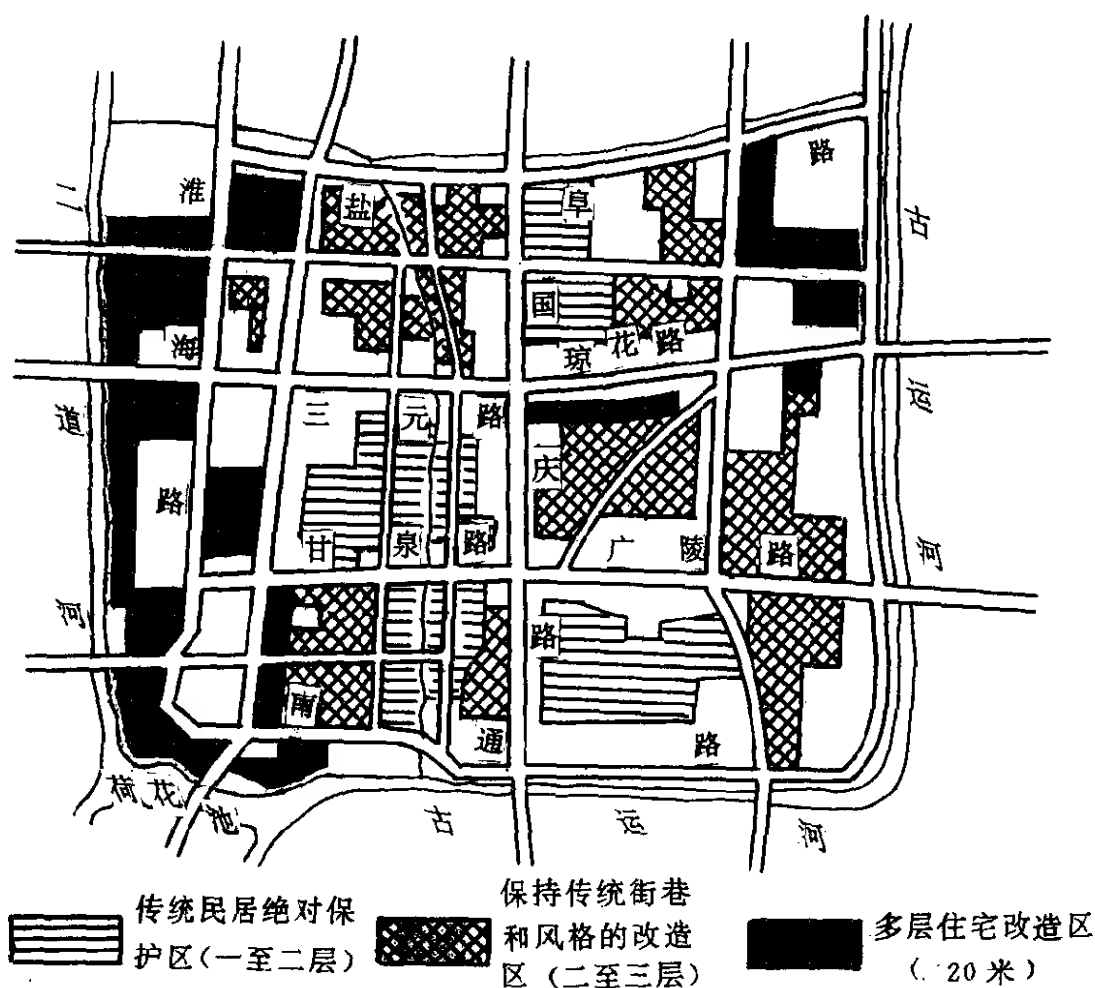 淮海路
盐阜路
国庆路
琼花路
三元路
甘泉路
广陵路
南通路
二道河
古运河
荷花池
古运河
传统民居绝对保
护区(一至二层)
保持传统街巷
和风格的改造
区(二至三层)
多层住宅改造区
(20米)